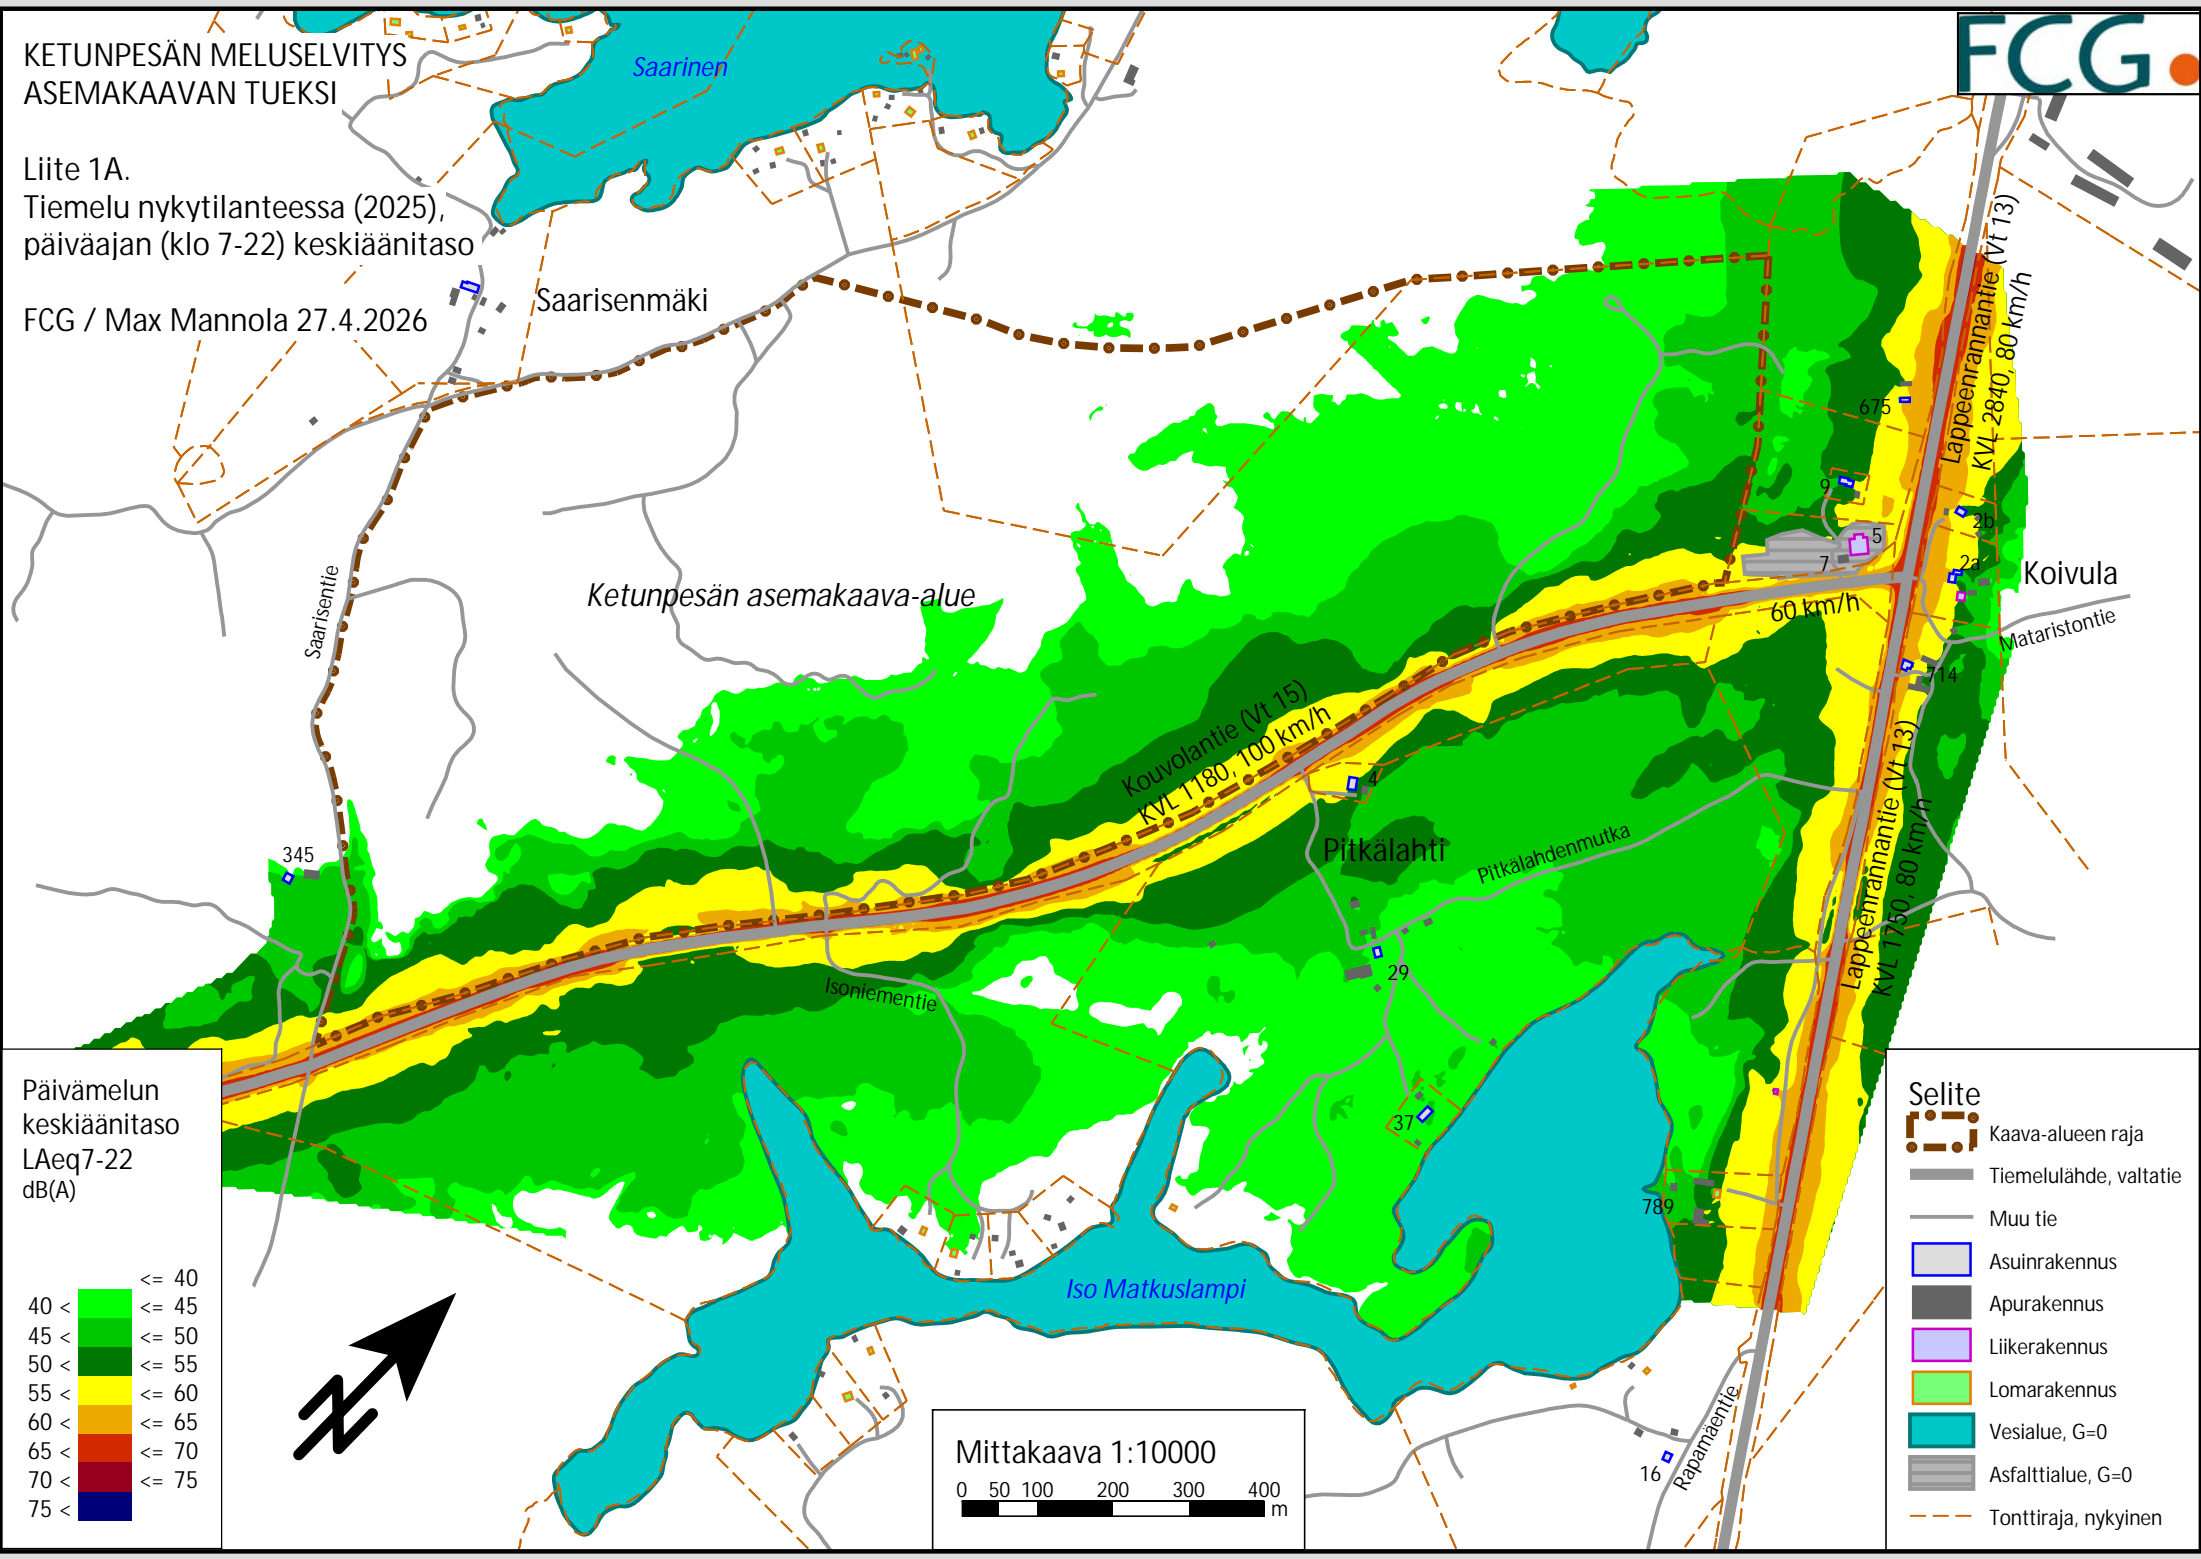 KETUNPESÄN MELUSELVITYS
ASEMAKAAVAN TUEKSI
Liite 1A.
Tiemelu nykytilanteessa (2025),
päiväajan (klo 7-22) keskiäänitaso
FCG / Max Mannola 27.4.2026
FCG
Saarinen
Saarisenmäki
Lappeenrannantie (Vt 13)
KVL 2840, 80 km/h
675
9
2b
5
7
2a
Koivula
60 km/h
Mataristontie
714
Ketunpesän asemakaava-alue
Saarisentie
Kouvolantie (Vt 15)
KVL 1180, 100 km/h
4
Lappeenrannantie (Vt 13)
KVL 1750, 80 km/h
Pitkälahti
Pitkälahdenmutka
345
29
Isoniementie
37
789
Iso Matkuslampi
Rapamäentie
16
Päivämelun
keskiäänitaso
LAeq7-22
dB(A)
<= 40
40 < <= 45
45 < <= 50
50 < <= 55
55 < <= 60
60 < <= 65
65 < <= 70
70 < <= 75
75 <
Mittakaava 1:10000
0 50 100 200 300 400
m
Selite
Kaava-alueen raja
Tiemelulähde, valtatie
Muu tie
Asuinrakennus
Apurakennus
Liikerakennus
Lomarakennus
Vesialue, G=0
Asfalttialue, G=0
Tonttiraja, nykyinen